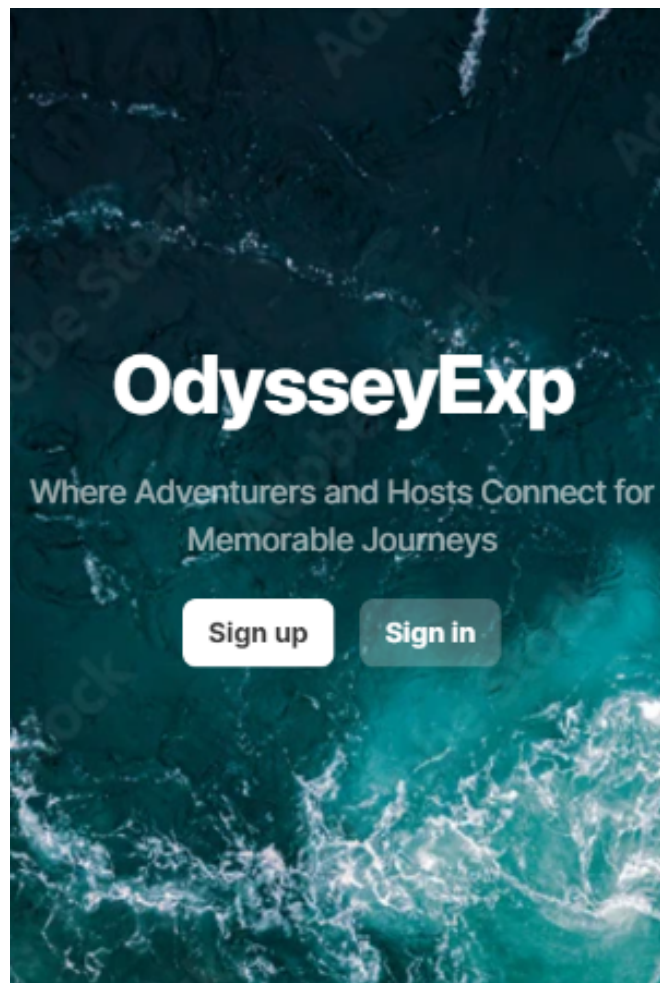 OdysseyExp
Where Adventurers and Hosts Connect for
Memorable Journeys
Sign up
Sign in